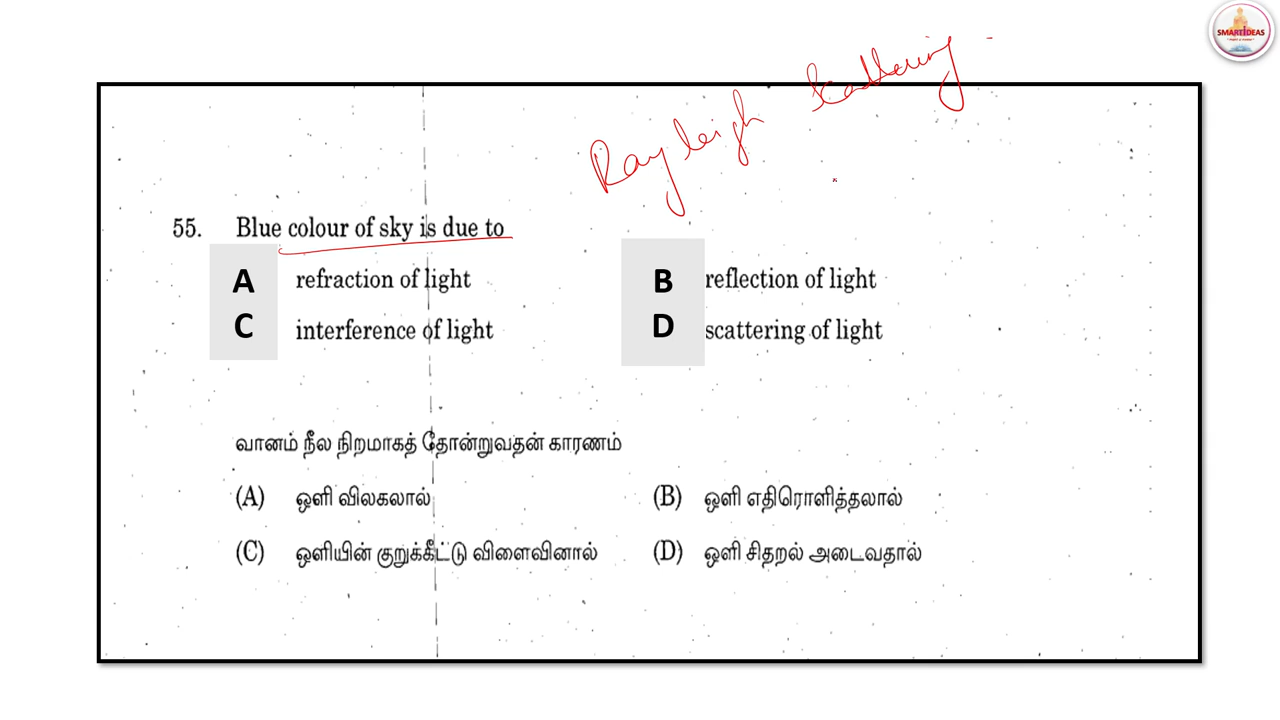 SMARTIDEAS
Rayleigh Scattering
55. Blue colour of sky is due to
A refraction of light B reflection of light
C interference of light D scattering of light
வானம் நீல நிறமாகத் தோன்றுவதன் காரணம்
(A) ஒளி விலகலால் (B) ஒளி எதிரொளித்தலால்
(C) ஒளியின் குறுக்கீட்டு விளைவினால் (D) ஒளி சிதறல் அடைவதால்